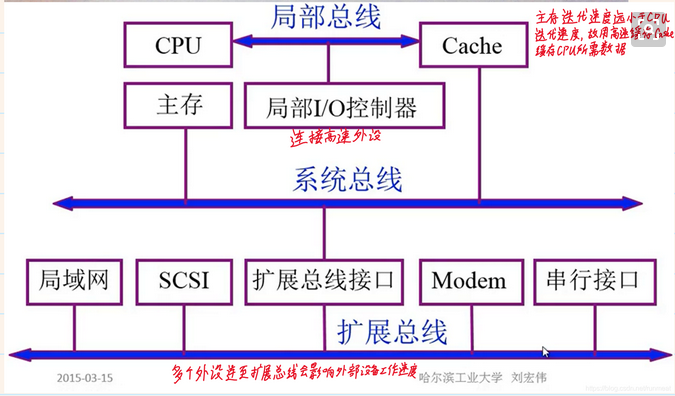 局部总线
主存迭代速度远小于CPU
迭代速度,故用高速缓存Cache
缓存CPU所需数据
CPU
Cache
主存
局部I/O控制器
连接高速外设
系统总线
局域网
SCSI
扩展总线接口
Modem
串行接口
扩展总线
多个外设连至扩展总线会影响外部设备工作速度
2015-03-15
哈尔滨工业大学 刘宏伟